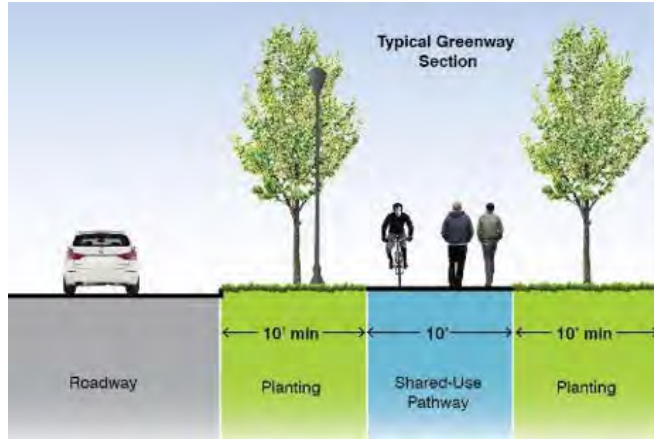 Typical Greenway
Section
10' min
10'
10' min
Roadway
Planting
Shared-Use
Pathway
Planting